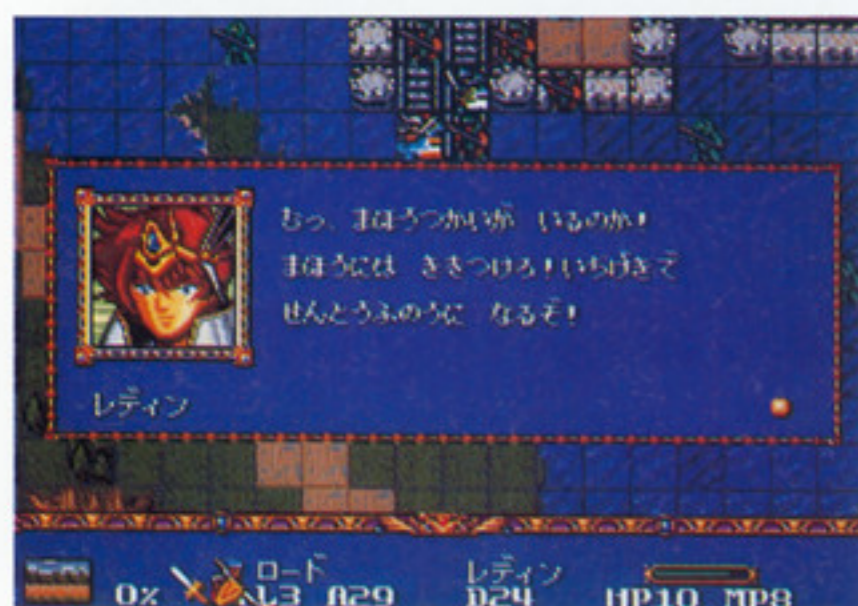 むっ、まほうつかいが いるのか！
まほうには ききつけろ！いちげきで
せんとうふのうに なるぞ！
レディン
ロード レディン
0% L3 A29 D24 HP10 MP8